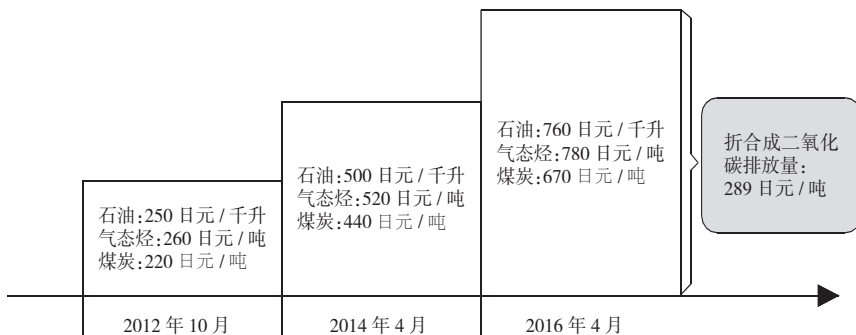 石油:250 日元 / 千升
气态烃:260 日元 / 吨
煤炭:220 日元 / 吨
2012 年 10 月
石油:500 日元 / 千升
气态烃:520 日元 / 吨
煤炭:440 日元 / 吨
2014 年 4 月
石油:760 日元 / 千升
气态烃:780 日元 / 吨
煤炭:670 日元 / 吨
2016 年 4 月
折合成二氧化
碳排放量:
289 日元 / 吨